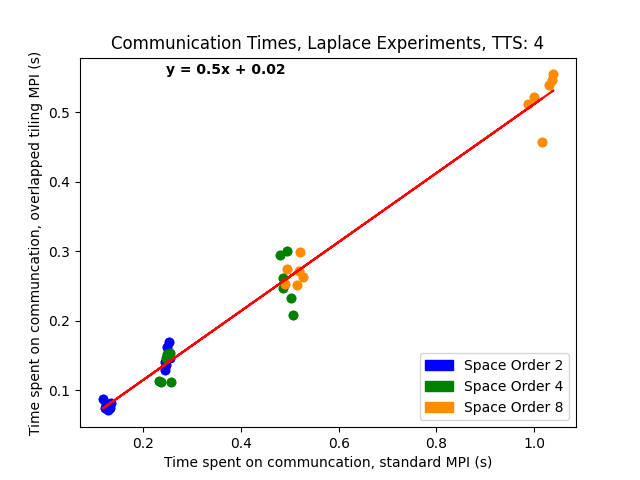 Communication Times, Laplace Experiments, TTS: 4
y = 0.5x + 0.02
Time spent on communcation, overlapped tiling MPI (s)
0.5
0.4
0.3
0.2
0.1
Space Order 2
Space Order 4
Space Order 8
0.2
0.4
0.6
0.8
1.0
Time spent on communcation, standard MPI (s)